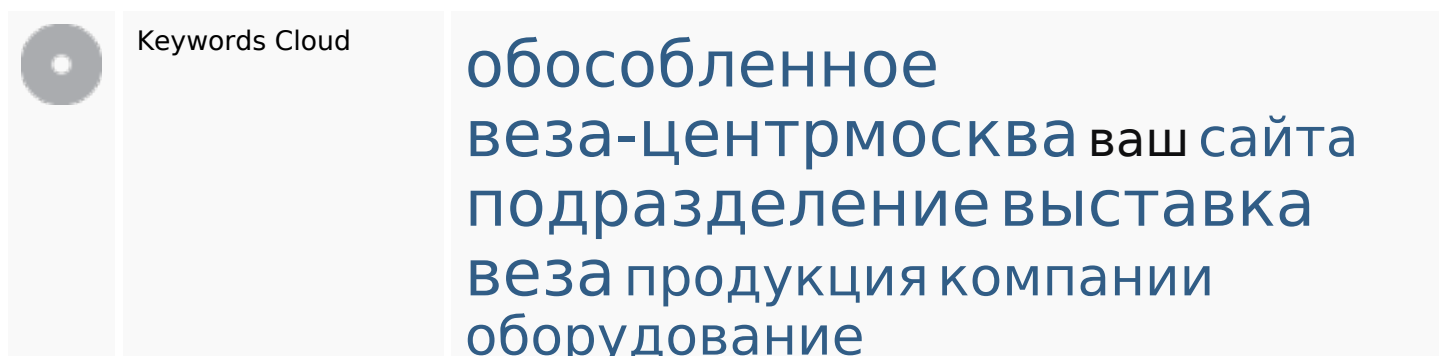 Keywords Cloud
обособленное
веза-центрмосква ваш сайта
подразделение выставка
веза продукция компании
оборудование